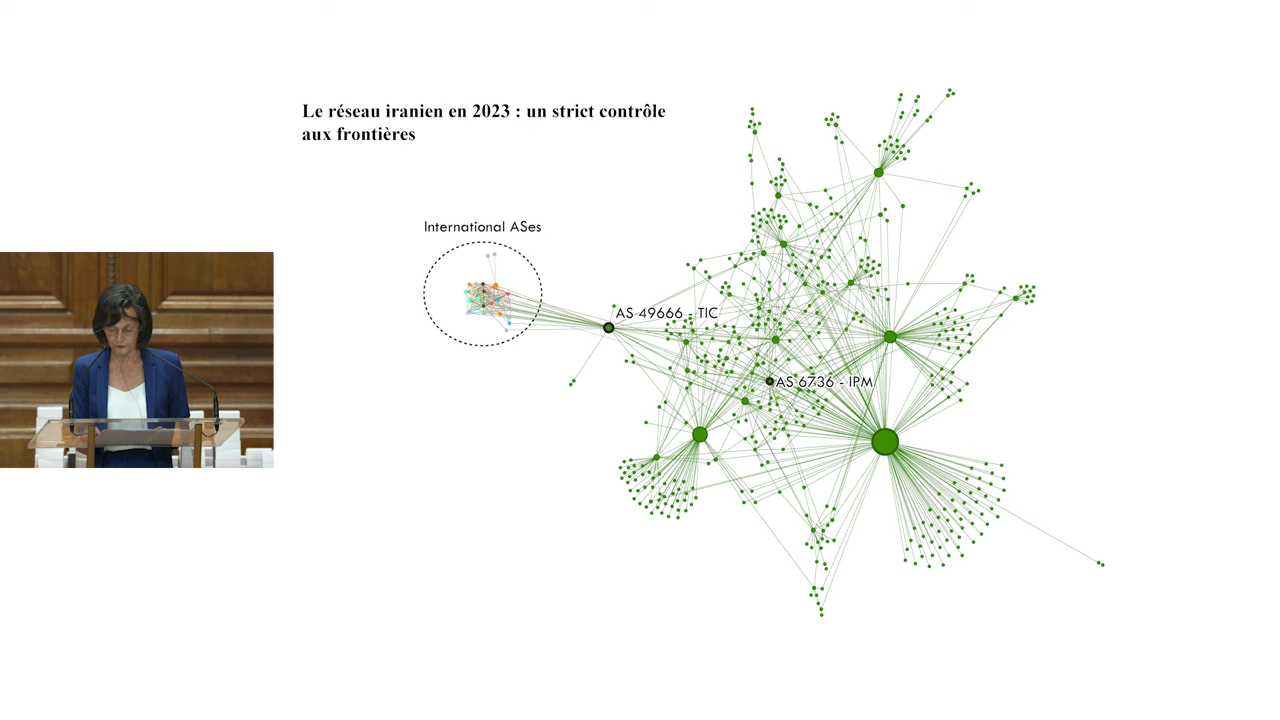 Le réseau iranien en 2023 : un strict contrôle
aux frontières
International ASes
AS 49666 - TIC
AS 6736 - IPM